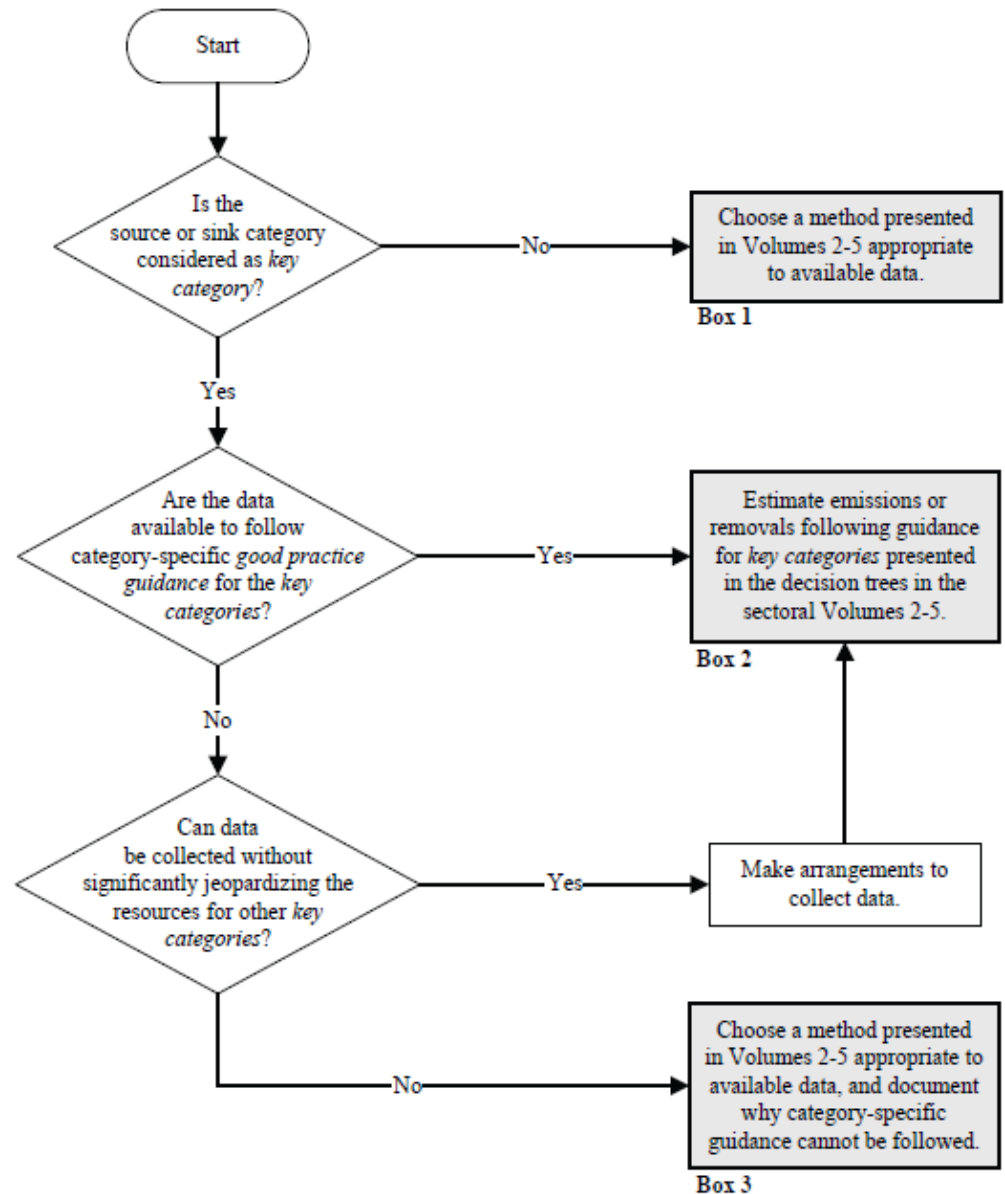 Start
Is the
source or sink category
considered as key
category?
No
Choose a method presented
in Volumes 2-5 appropriate
to available data.
Box 1
Yes
Are the data
available to follow
category-specific good practice
guidance for the key
categories?
Yes
Estimate emissions or
removals following guidance
for key categories presented
in the decision trees in the
sectoral Volumes 2-5.
Box 2
No
Can data
be collected without
significantly jeopardizing the
resources for other key
categories?
Yes
Make arrangements to
collect data.
No
Choose a method presented
in Volumes 2-5 appropriate to
available data, and document
why category-specific
guidance cannot be followed.
Box 3